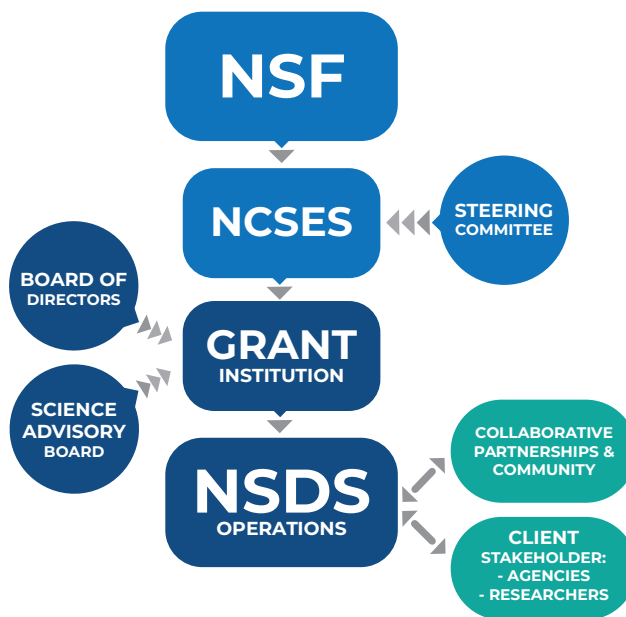 NSF
NCSES
STEERING
COMMITTEE
BOARD OF
DIRECTORS
GRANT
INSTITUTION
SCIENCE
ADVISORY
BOARD
NSDS
OPERATIONS
COLLABORATIVE
PARTNERSHIPS &
COMMUNITY
CLIENT
STAKEHOLDER:
- AGENCIES
- RESEARCHERS